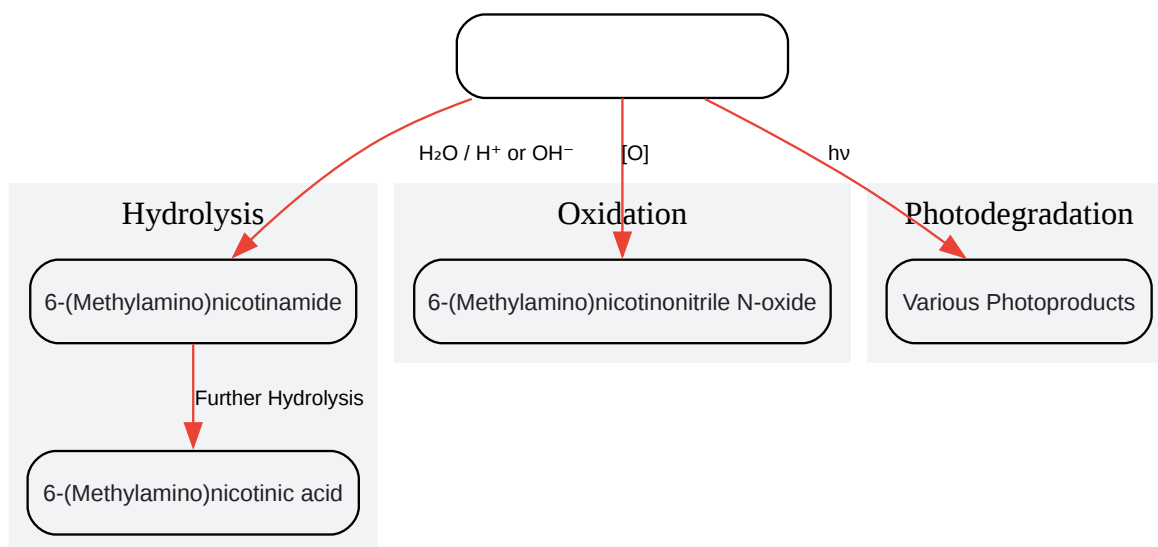 H₂O / H⁺ or OH⁻
[O]
hν
Hydrolysis
Oxidation
Photodegradation
6-(Methylamino)nicotinamide
6-(Methylamino)nicotinonitrile N-oxide
Various Photoproducts
Further Hydrolysis
6-(Methylamino)nicotinic acid